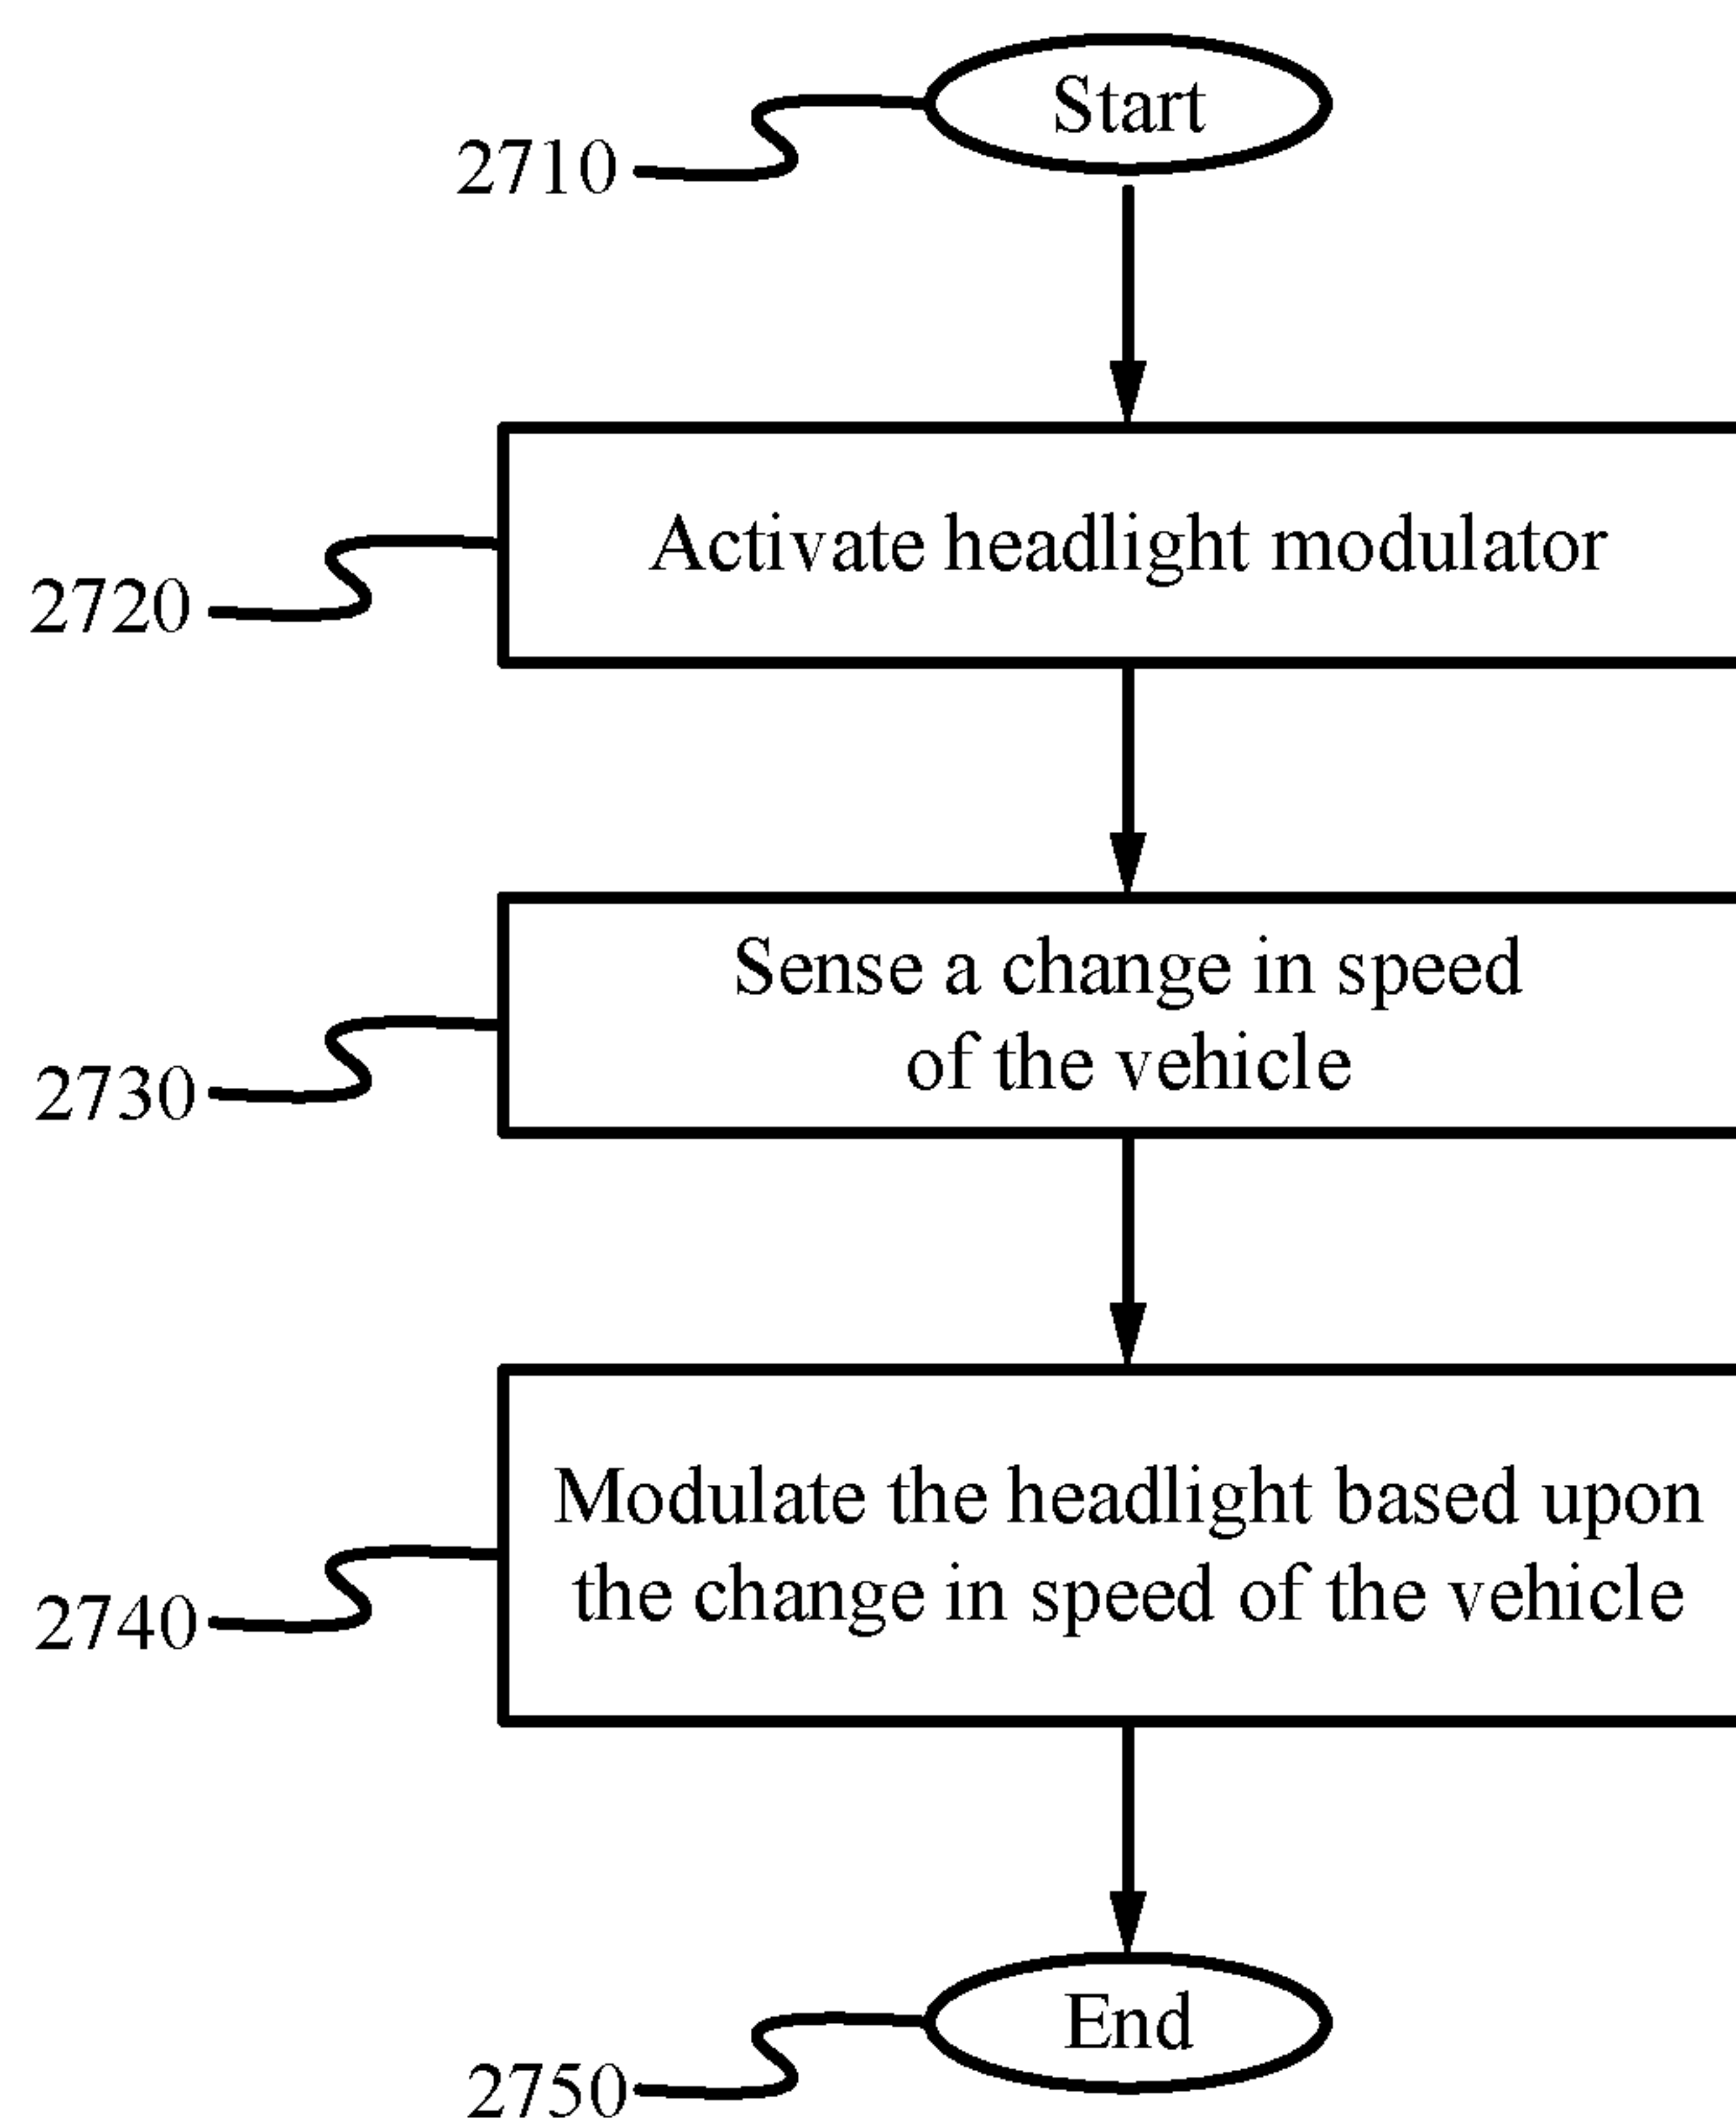 Start
2710
Activate headlight modulator
2720
Sense a change in speed
of the vehicle
2730
Modulate the headlight based upon
the change in speed of the vehicle
2740
End
2750